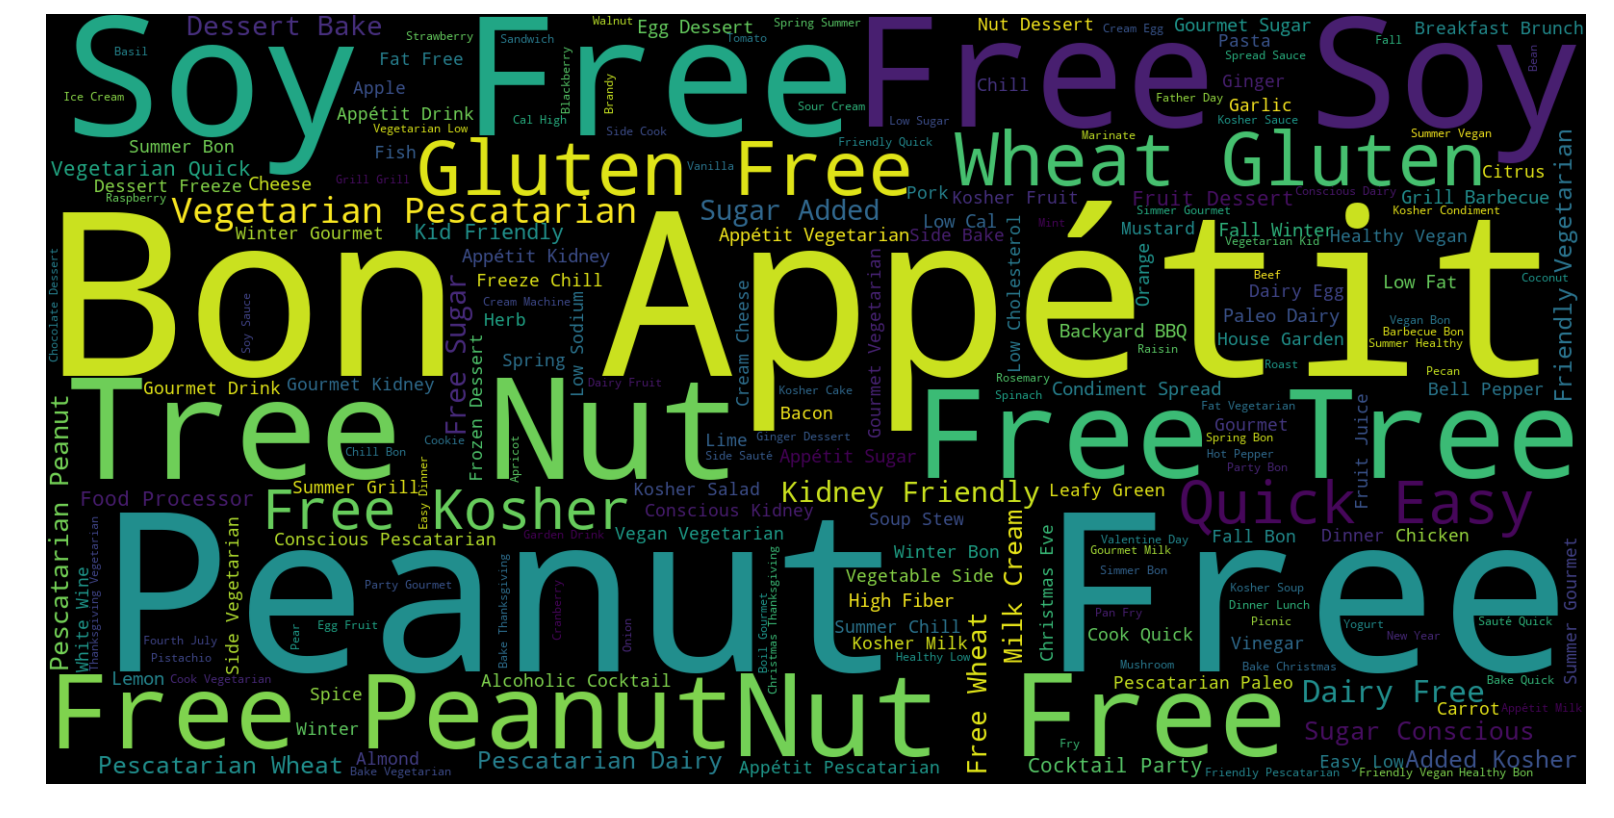 Soy Free
Free Soy
Dessert Bake
Strawberry
Walnut
Sandwich
Egg Dessert
Spring Summer
Tomato
Nut Dessert
Cream Egg
Gourmet Sugar
Pasta
Spread Sauce
Fall
Breakfast Brunch
Basil
Fat Free
Blackberry
Brandy
Chill
Ginger
Bean
Ice Cream
Apple
Appétit Drink
Vegetarian Low
Cal High
Side Cook
Sour Cream
Low Sugar
Father Day
Garlic
Kosher Sauce
Summer Bon
Fish
Friendly Quick
Marinate
Summer Vegan
Vegetarian Quick
Gluten Free
Vanilla
Wheat Gluten
Citrus
Dessert Freeze
Cheese
Grill Grill
Raspberry
Pork
Kosher Fruit
Fruit Dessert
Conscious Dairy
Grill Barbecue
Vegetarian Pescatarian
Sugar Added
Low Cal
Mint
Simmer Gourmet
Kosher Condiment
Winter Gourmet
Kid Friendly
Appétit Vegetarian
Side Bake
Mustard
Fall Winter
Vegetarian Kid
Healthy Vegan
Friendly Vegetarian
Bon Appétit
Appétit Kidney
Freeze Chill
Cream Machine
Herb
Spring
Low Sodium
Cream Cheese
Gourmet Vegetarian
Low Cholesterol
Orange
Beef
Dairy Egg
Low Fat
Coconut
Paleo Dairy
Vegan Bon
Barbecue Bon
Summer Healthy
Backyard BBQ
Raisin
House Garden
Roast
Pecan
Chocolate Dessert
Soy Sauce
Free Sugar
Gourmet Drink
Gourmet Kidney
Dairy Fruit
Kosher Cake
Rosemary
Spinach
Condiment Spread
Bell Pepper
Tree Nut
Free Tree
Frozen Dessert
Bacon
Fat Vegetarian
Gourmet
Spring Bon
Hot Pepper
Party Bon
Fruit Juice
Cookie
Chill Bon
Apricot
Lime
Ginger Dessert
Side Sauté
Appétit Sugar
Pescatarian Peanut
Food Processor
Summer Grill
Easy Dinner
Free Kosher
Kosher Salad
Conscious Kidney
Kidney Friendly
Leafy Green
Quick Easy
Conscious Pescatarian
Garden Drink
Vegan Vegetarian
Soup Stew
Milk Cream
Valentine Day
Gourmet Milk
Fall Bon
Dinner
Chicken
Peanut Free
White Wine
Thanksgiving Vegetarian
Side Vegetarian
Party Gourmet
Bake Thanksgiving
Cranberry
Boil Gourmet
Christmas Thanksgiving
Winter Bon
Vegetable Side
High Fiber
Christmas Eve
Simmer Bon
Pan Fry
Kosher Soup
Dinner Lunch
Picnic
Yogurt
Sauté Quick
Summer Gourmet
Fourth July
Pistachio
Pear
Egg Fruit
Onion
Summer Chill
Kosher Milk
Healthy Low
Free Wheat
Cook Quick
Vinegar
New Year
Mushroom
Bake Christmas
Lemon
Cook Vegetarian
Spice
Winter
Alcoholic Cocktail
Pescatarian Paleo
Bake Quick
Free Peanut
Nut Free
Dairy Free
Carrot
Appétit Milk
Sugar Conscious
Fry
Pescatarian Wheat
Almond
Bake Vegetarian
Pescatarian Dairy
Appétit Pescatarian
Cocktail Party
Friendly Pescatarian
Easy Low
Added Kosher
Friendly Vegan
Healthy Bon